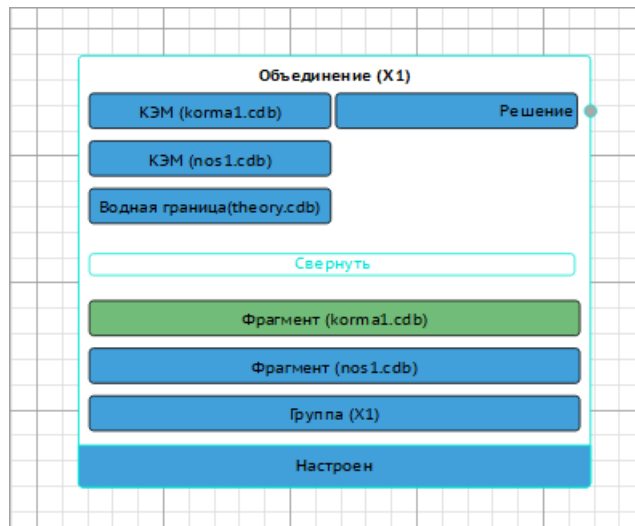 Объединение (X1)
КЭМ (korma1.cdb)
Решение
КЭМ (nos1.cdb)
Водная граница(theory.cdb)
Свернуть
Фрагмент (korma1.cdb)
Фрагмент (nos1.cdb)
Группа (X1)
Настроен